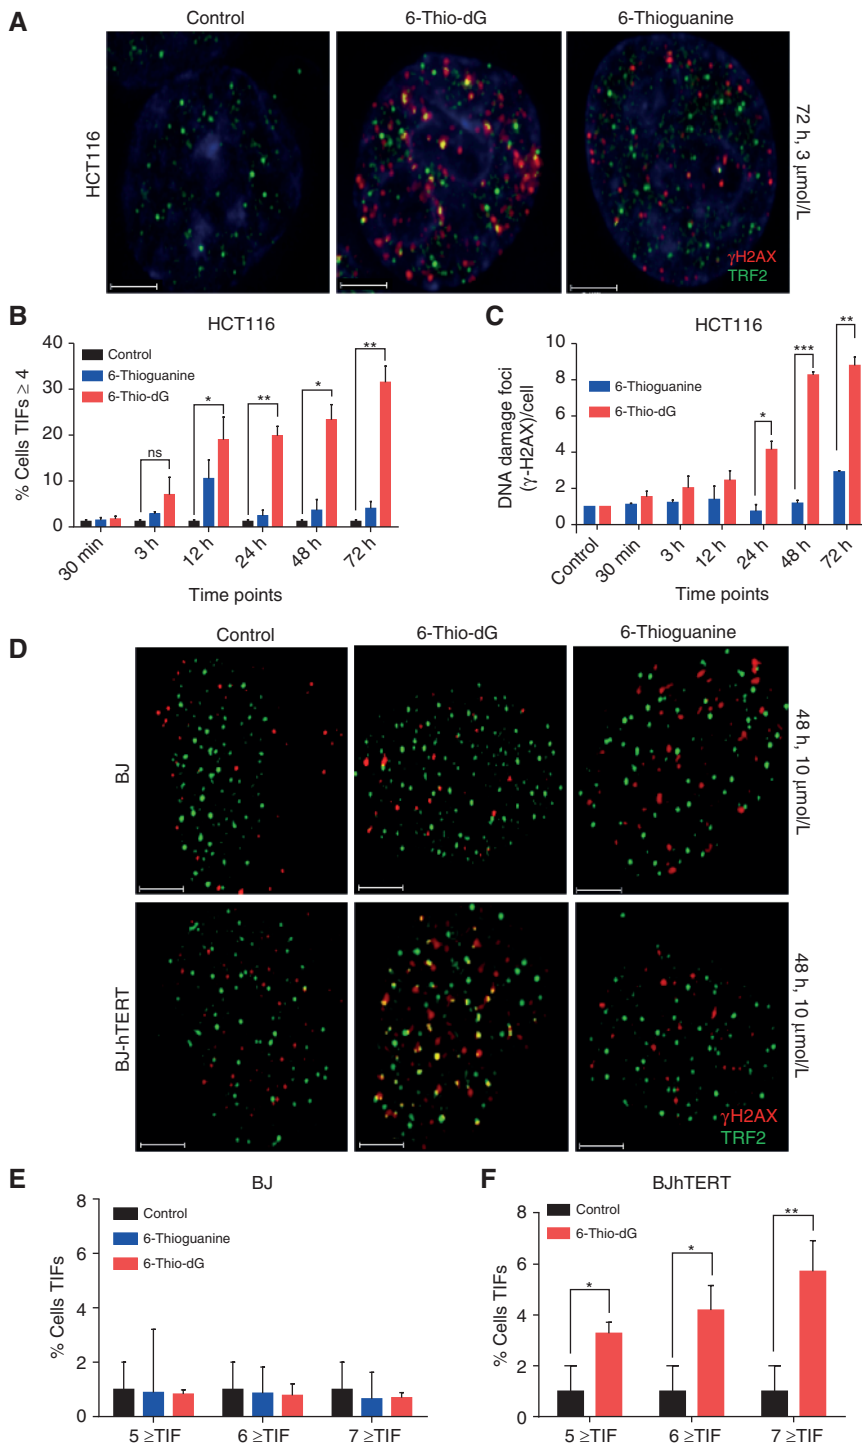 A
Control
6-Thio-dG
6-Thioguanine
HCT116
72 h, 3 μmol/L
γH2AX
TRF2
B
HCT116
% Cells TIFs ≥ 4
40
30
20
10
0
Control
6-Thioguanine
6-Thio-dG
ns
*
**
*
**
30 min
3 h
12 h
24 h
48 h
72 h
Time points
C
HCT116
DNA damage foci
(γ-H2AX)/cell
10
8
6
4
2
0
6-Thioguanine
6-Thio-dG
*
***
**
Control
30 min
3 h
12 h
24 h
48 h
72 h
Time points
D
Control
6-Thio-dG
6-Thioguanine
BJ
48 h, 10 μmol/L
BJ-hTERT
48 h, 10 μmol/L
γH2AX
TRF2
E
BJ
% Cells TIFs
8
6
4
2
0
Control
6-Thioguanine
6-Thio-dG
5 ≥TIF
6 ≥TIF
7 ≥TIF
F
BJhTERT
% Cells TIFs
8
6
4
2
0
Control
6-Thio-dG
*
*
**
5 ≥TIF
6 ≥TIF
7 ≥TIF